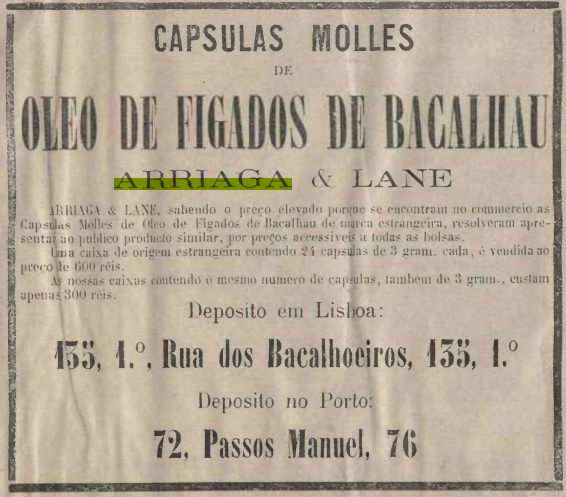 CAPSULAS MOLLES
DE
OLEO DE FIGADOS DE BACALHAU
ARRIAGA & LANE
ARRIAGA & LANE, sabendo o preço elevado porque se encontram no commercio as
Capsulas Molles de Oleo de Figados de Bacalhau de marca estrangeira, resolveram apre-
sentar ao publico producto similar, por preços accessiveis a todas as bolsas.
Uma caixa de origem estrangeira contendo 24 capsulas de 3 gram. cada, é vendida ao
preço de 600 réis.
As nossas caixas contendo o mesmo numero de capsulas, tambem de 3 gram., custam
apenas 300 réis.
Deposito em Lisboa:
135, 1.º, Rua dos Bacalhoeiros, 135, 1.º
Deposito no Porto:
72, Passos Manuel, 76